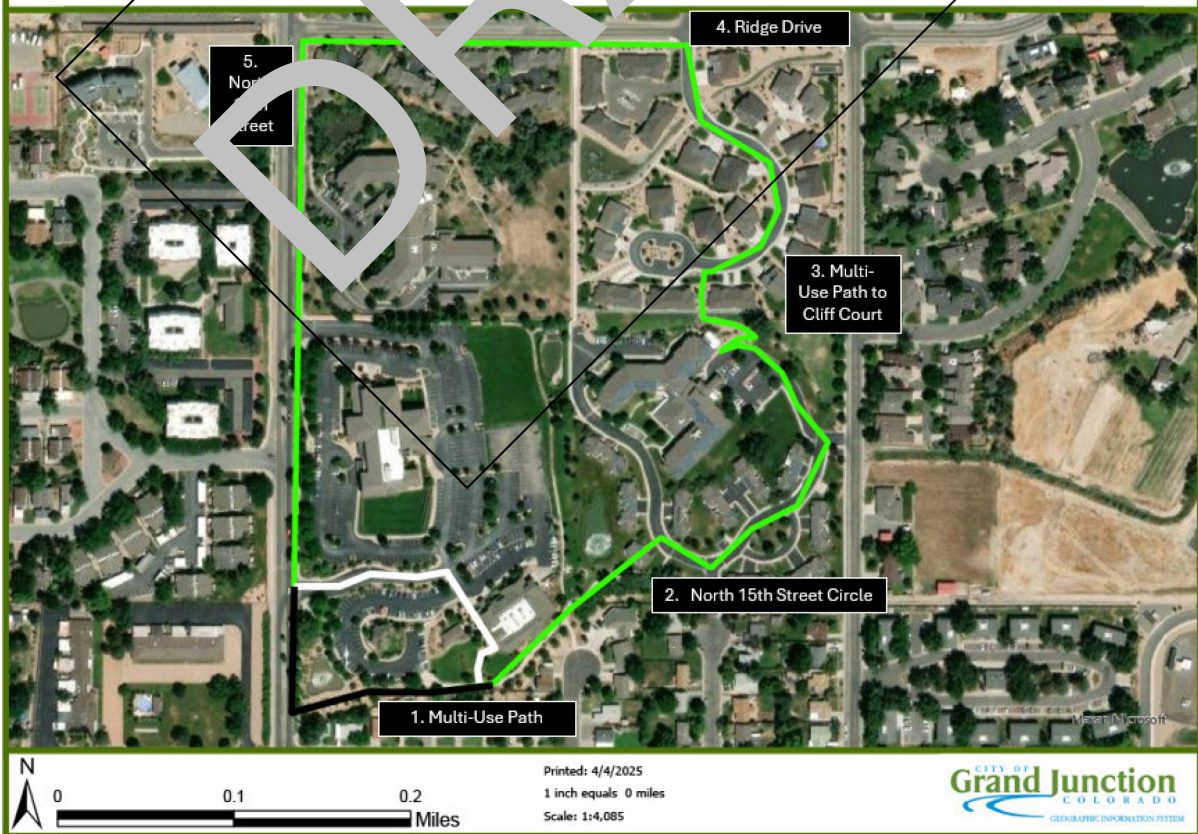 4. Ridge Drive
5.
Street
3. Multi-
Use Path to
Cliff Court
2. North 15th Street Circle
1. Multi-Use Path
Maxar, Microsoft
N
0 0.1 0.2
Miles
Printed: 4/4/2025
1 inch equals 0 miles
Scale: 1:4,085
CITY OF
Grand Junction
COLORADO
GEOGRAPHIC INFORMATION SYSTEM